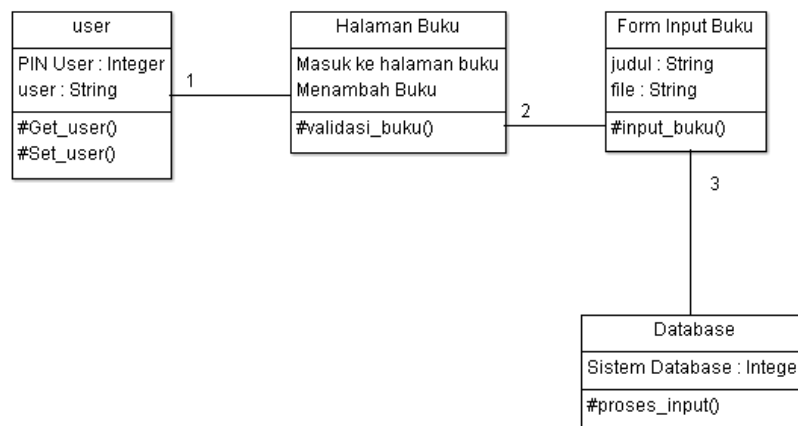 user
PIN User : Integer
user : String
#Get_user()
#Set_user()
1
Halaman Buku
Masuk ke halaman buku
Menambah Buku
#validasi_buku()
2
Form Input Buku
judul : String
file : String
#input_buku()
3
Database
Sistem Database : Intege
#proses_input()